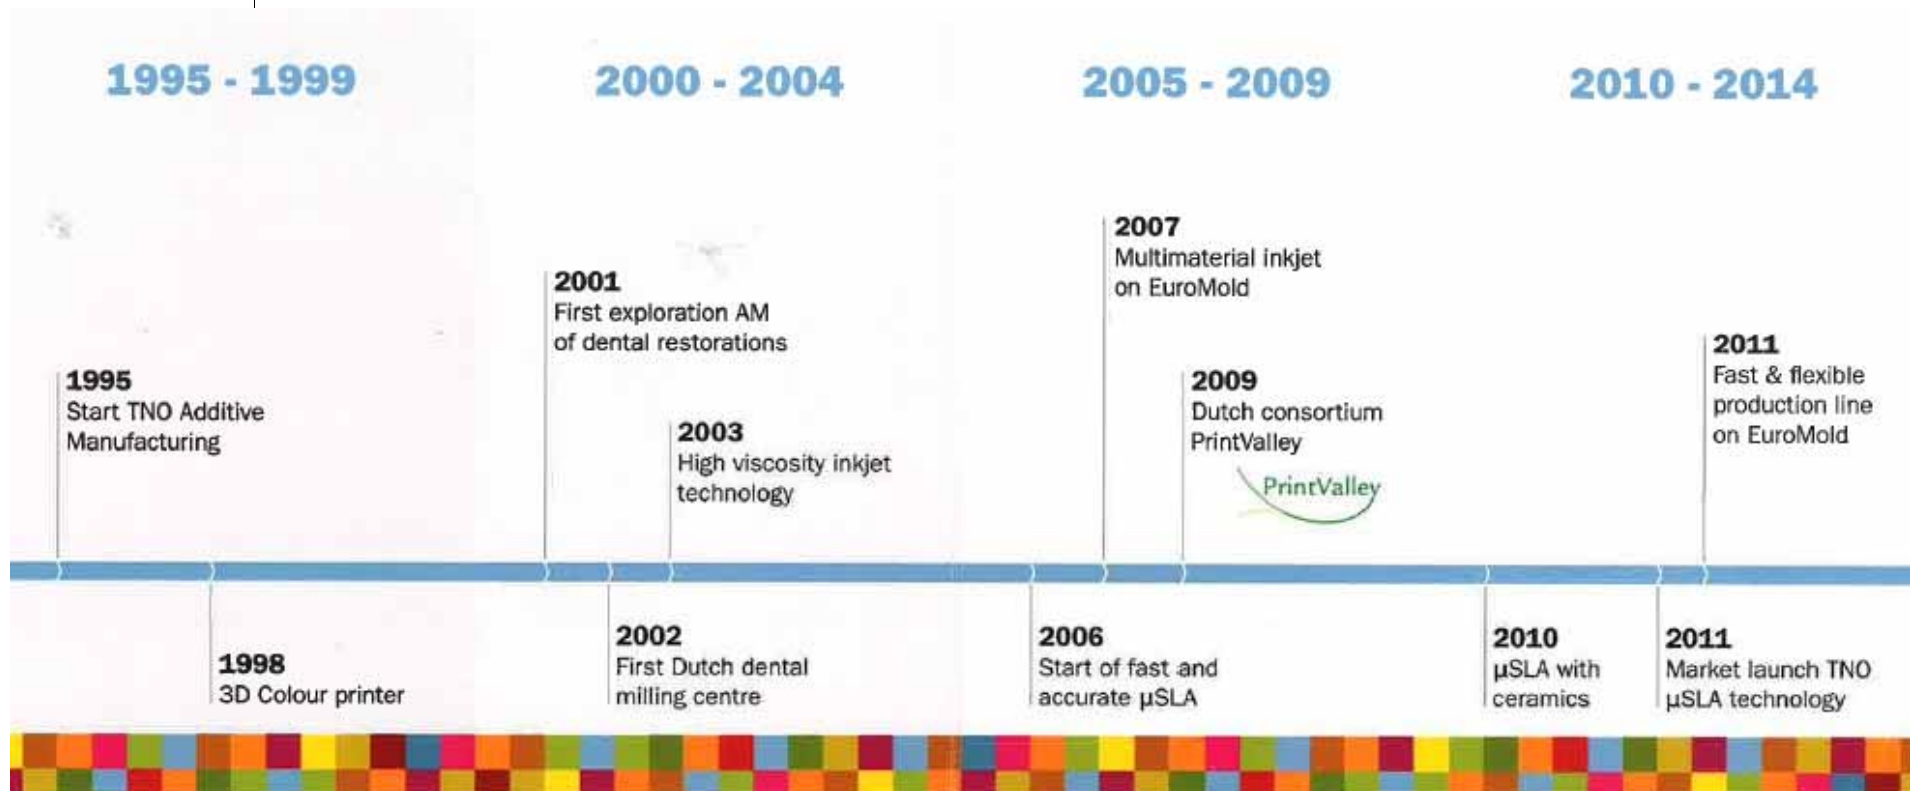 1995 - 1999
2000 - 2004
2005 - 2009
2010 - 2014
1995
Start TNO Additive
Manufacturing
1998
3D Colour printer
2001
First exploration AM
of dental restorations
2002
First Dutch dental
milling centre
2003
High viscosity inkjet
technology
2006
Start of fast and
accurate µSLA
2007
Multimaterial inkjet
on EuroMold
2009
Dutch consortium
PrintValley
PrintValley
2010
µSLA with
ceramics
2011
Market launch TNO
µSLA technology
2011
Fast & flexible
production line
on EuroMold